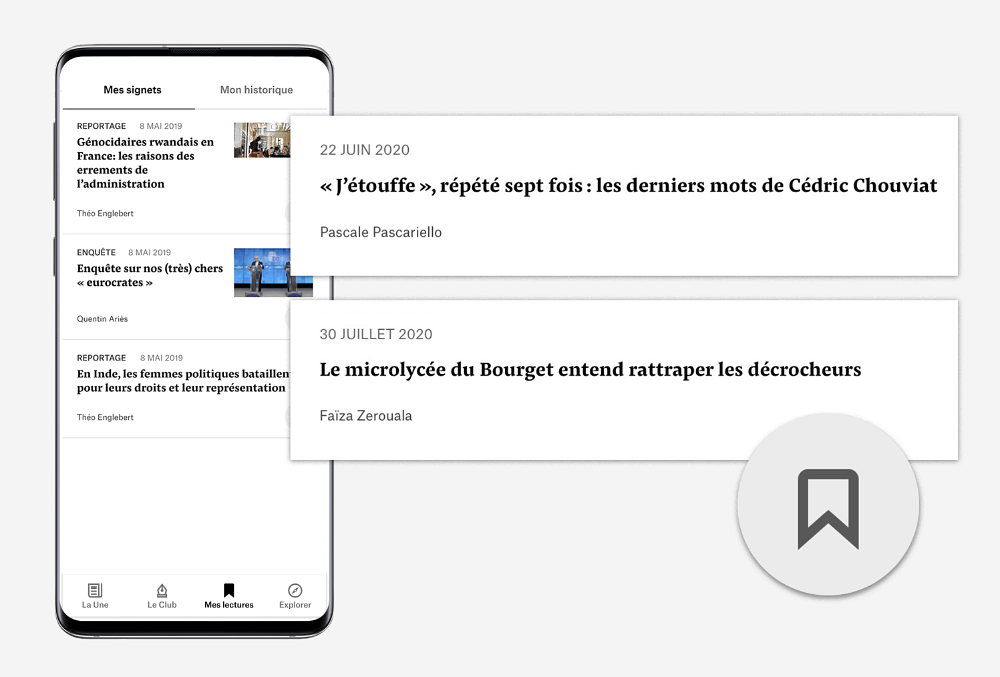 Mes signets
Mon historique
REPORTAGE 8 MAI 2019
Génocidaires rwandais en
France: les raisons des
errements de
l'administration
Théo Englebert
ENQUÊTE 8 MAI 2019
Enquête sur nos (très) chers
« eurocrates »
Quentin Ariès
REPORTAGE 8 MAI 2019
En Inde, les femmes politiques bataillent
pour leurs droits et leur représentation
Théo Englebert
La Une
Le Club
Mes lectures
Explorer
22 JUIN 2020
« J'étouffe », répété sept fois : les derniers mots de Cédric Chouviat
Pascale Pascariello
30 JUILLET 2020
Le microlycée du Bourget entend rattraper les décrocheurs
Faïza Zerouala